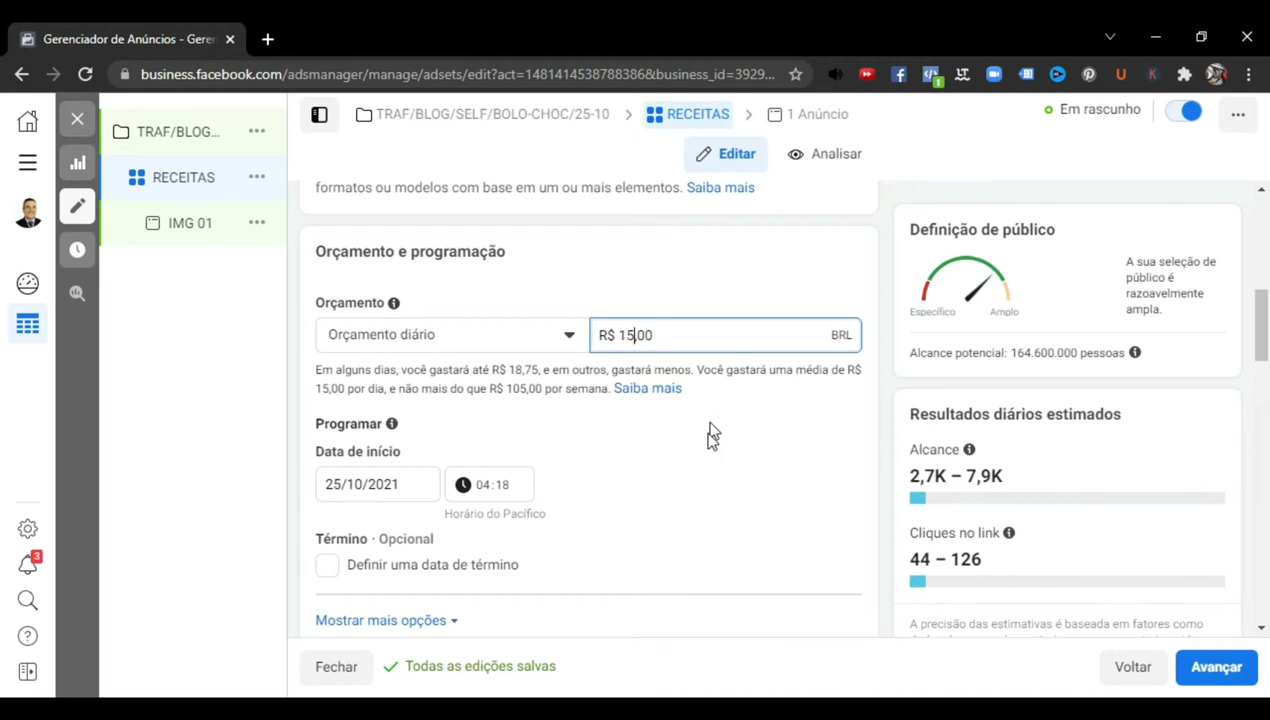 Gerenciador de Anúncios - Geren
business.facebook.com/adsmanager/manage/adsets/edit?act=1481414538788386&business_id=3929...
1
TRAF/BLOG/SELF/BOLO-CHOC/25-10
RECEITAS
1 Anúncio
Em rascunho
TRAF/BLOG...
RECEITAS
IMG 01
Editar
Analisar
formatos ou modelos com base em um ou mais elementos. Saiba mais
Orçamento e programação
Orçamento
Orçamento diário
R$ 15,00
BRL
Em alguns dias, você gastará até R$ 18,75, e em outros, gastará menos. Você gastará uma média de R$
15,00 por dia, e não mais do que R$ 105,00 por semana. Saiba mais
Programar
Data de início
25/10/2021
04:18
Horário do Pacífico
Término · Opcional
Definir uma data de término
Mostrar mais opções
Definição de público
Específico
Amplo
A sua seleção de
público é
razoavelmente
ampla.
Alcance potencial: 164.600.000 pessoas
Resultados diários estimados
Alcance
2,7K – 7,9K
Cliques no link
44 – 126
A precisão das estimativas é baseada em fatores como
3
Fechar
Todas as edições salvas
Voltar
Avançar